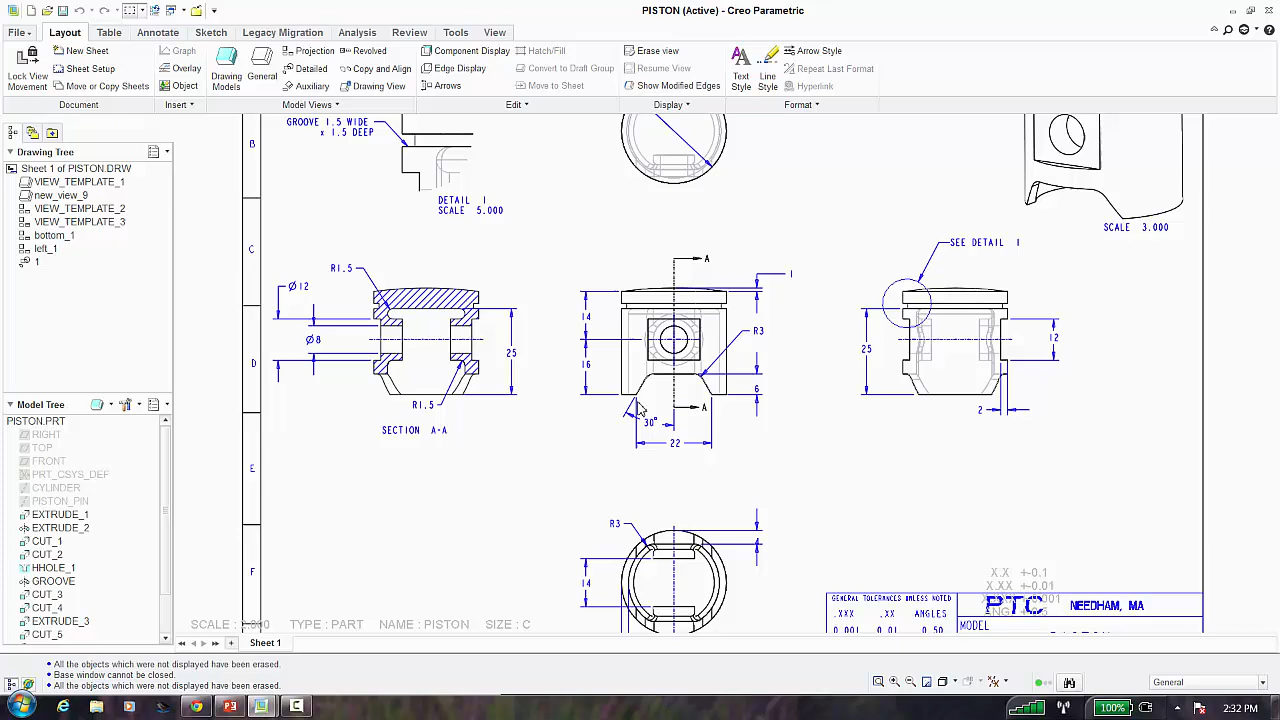 PISTON (Active) - Creo Parametric
File Layout Table Annotate Sketch Legacy Migration Analysis Review Tools View
Lock View Movement
New Sheet
Sheet Setup
Move or Copy Sheets
Document
Graph
Overlay
Object
Insert
Drawing Models
General
Projection
Detailed
Auxiliary
Revolved
Copy and Align
Drawing View
Model Views
Component Display
Edge Display
Arrows
Hatch/Fill
Convert to Draft Group
Move to Sheet
Edit
Erase view
Resume View
Show Modified Edges
Display
Text Style
Line Style
Arrow Style
Repeat Last Format
Hyperlink
Format
Drawing Tree
Sheet 1 of PISTON.DRW
VIEW_TEMPLATE_1
new_view_9
VIEW_TEMPLATE_2
VIEW_TEMPLATE_3
bottom_1
left_1
1
Model Tree
PISTON.PRT
RIGHT
TOP
FRONT
PRT_CSYS_DEF
CYLINDER
PISTON_PIN
EXTRUDE_1
EXTRUDE_2
CUT_1
CUT_2
HHOLE_1
GROOVE
CUT_3
CUT_4
EXTRUDE_3
CUT_5
B
C
D
E
F
GROOVE 1.5 WIDE
x 1.5 DEEP
DETAIL 1
SCALE 5.000
SCALE 3.000
SEE DETAIL 1
R1.5
Ø12
Ø8
25
R1.5
SECTION A-A
A
1
14
16
R3
6
A
30°
22
25
12
2
R3
4
14
X.X +-0.1
X.XX +-0.01
GENERAL TOLERANCES UNLESS NOTED
.XXX .XX ANGLES
0.001 0.01 0.50
PTC NEEDHAM, MA
MODEL
SCALE : 2.000 TYPE : PART NAME : PISTON SIZE : C
Sheet 1
All the objects which were not displayed have been erased.
Base window cannot be closed.
All the objects which were not displayed have been erased.
General
100%
2:32 PM